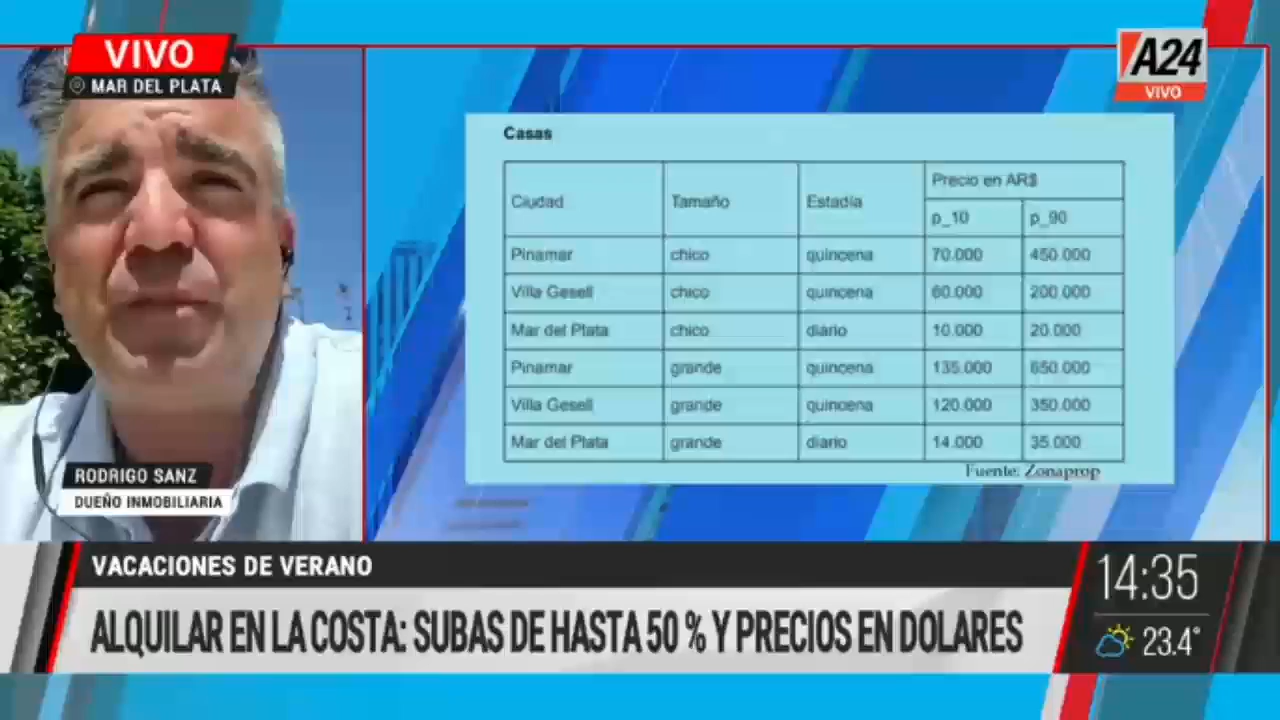 VIVO
MAR DEL PLATA
A24
VIVO
Casas
Ciudad Tamaño Estadía Precio en AR$
p_10 p_90
Pinamar chico quincena 70.000 450.000
Villa Gesell chico quincena 60.000 200.000
Mar del Plata chico diario 10.000 20.000
Pinamar grande quincena 135.000 650.000
Villa Gesell grande quincena 120.000 350.000
Mar del Plata grande diario 14.000 35.000
Fuente: Zonaprop
RODRIGO SANZ
DUEÑO INMOBILIARIA
VACACIONES DE VERANO
ALQUILAR EN LA COSTA: SUBAS DE HASTA 50 % Y PRECIOS EN DOLARES
14:35
23.4°